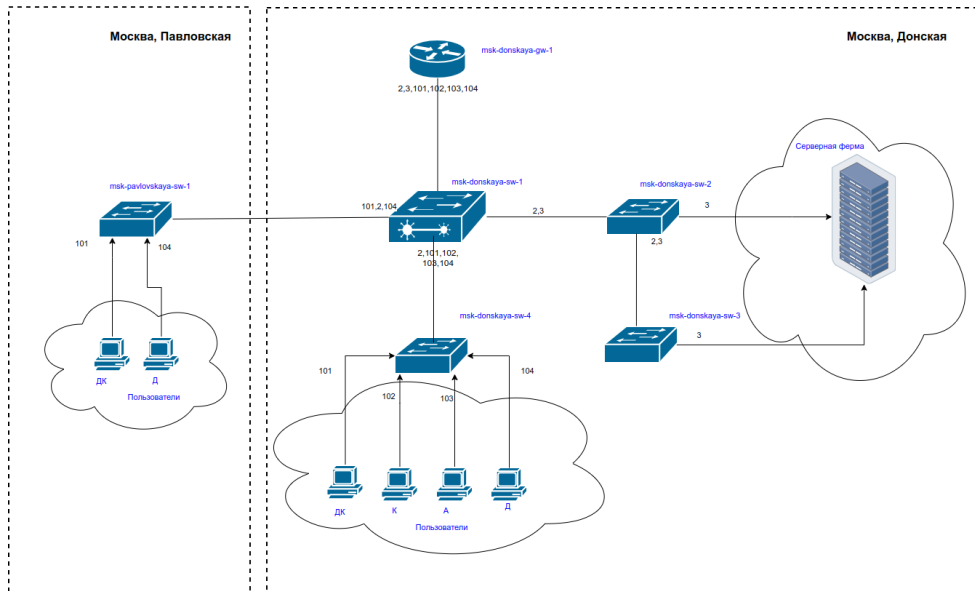 Москва, Павловская
Москва, Донская
msk-donskaya-gw-1
2,3,101,102,103,104
Серверная ферма
msk-pavlovskaya-sw-1
msk-donskaya-sw-1
msk-donskaya-sw-2
101,2,104
2,3
3
101
104
2,3
2,101,102,
103,104
msk-donskaya-sw-4
msk-donskaya-sw-3
3
101
102
103
104
ДК
Д
Пользователи
ДК
К
А
Д
Пользователи